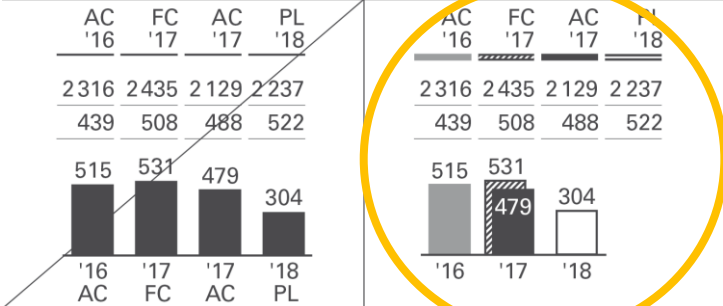 AC FC AC PL
'16 '17 '17 '18
2 316 2 435 2 129 2 237
439 508 488 522
515 531 479 304
'16 '17 '17 '18
AC FC AC PL
AC FC AC PL
'16 '17 '17 '18
2 316 2 435 2 129 2 237
439 508 488 522
515 531 479 304
'16 '17 '18